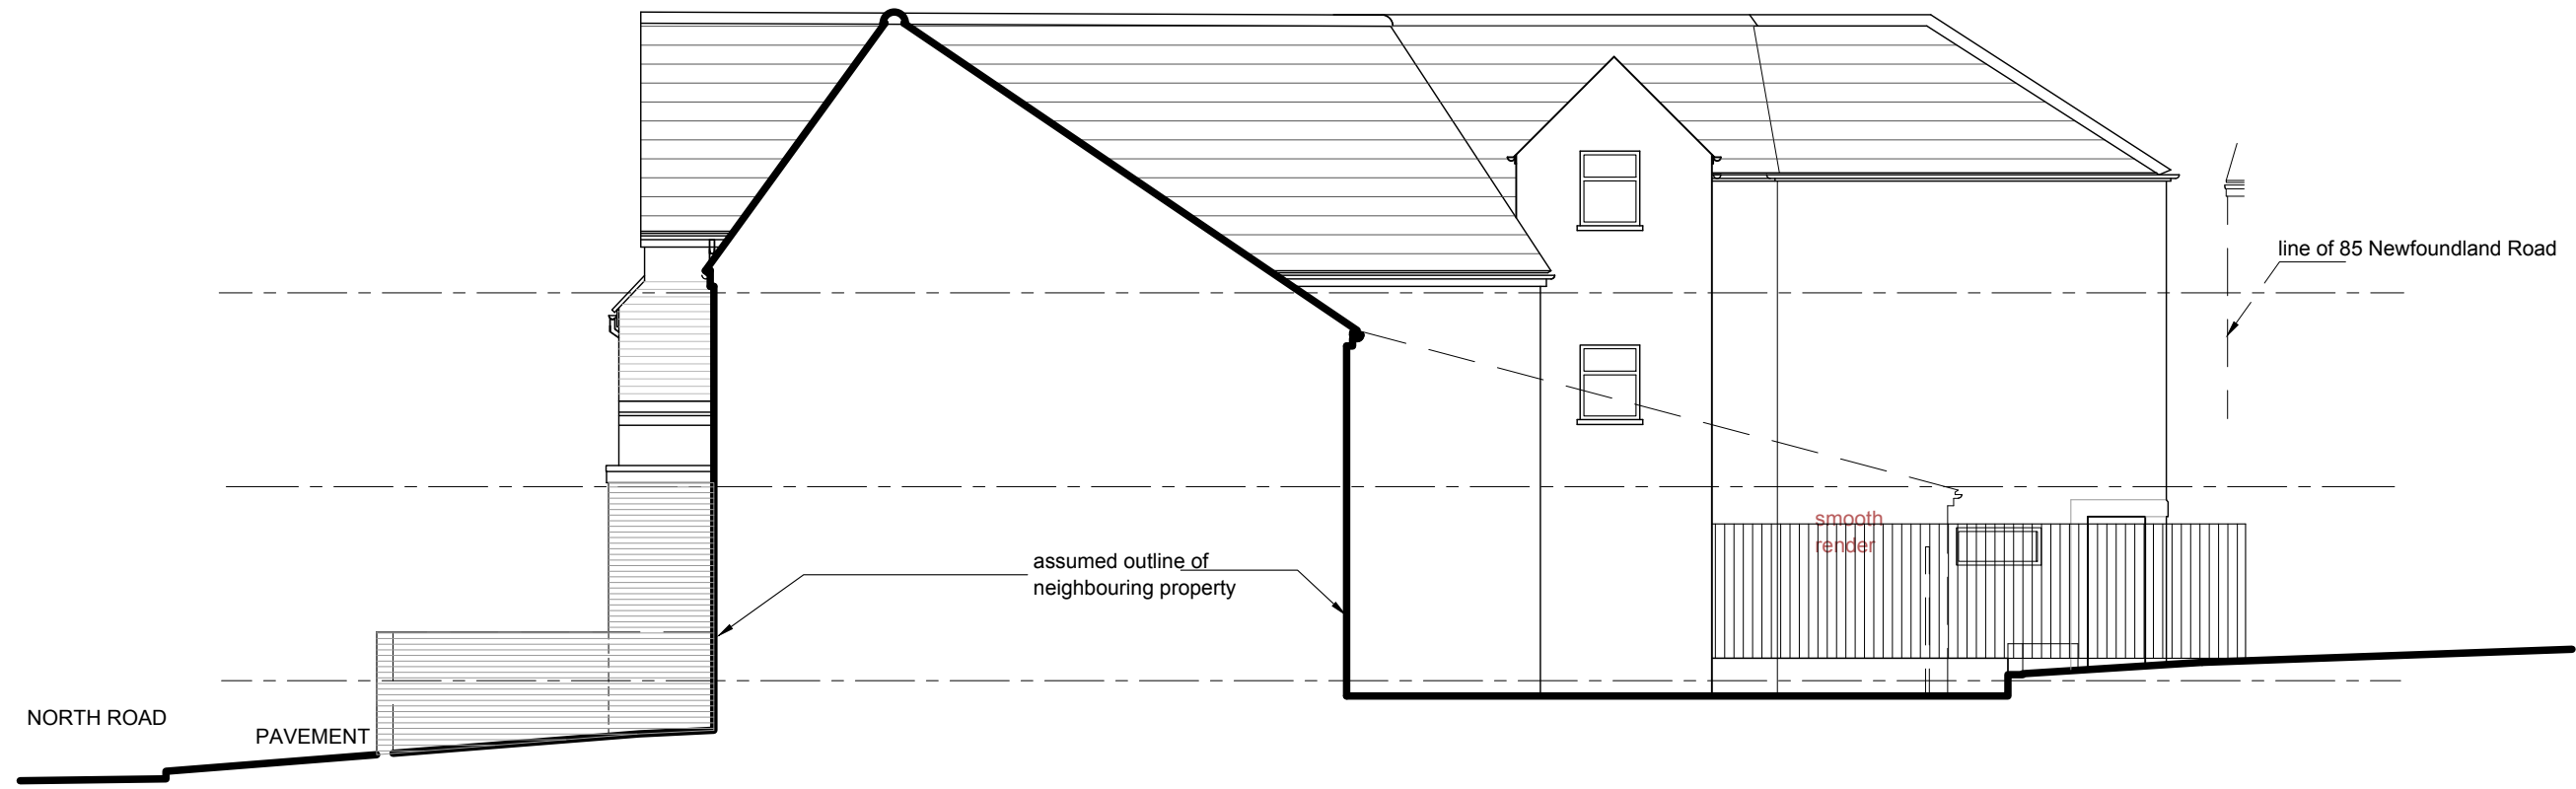 line of 85 Newfoundland Road
smooth
render
assumed outline of
neighbouring property
NORTH ROAD
PAVEMENT